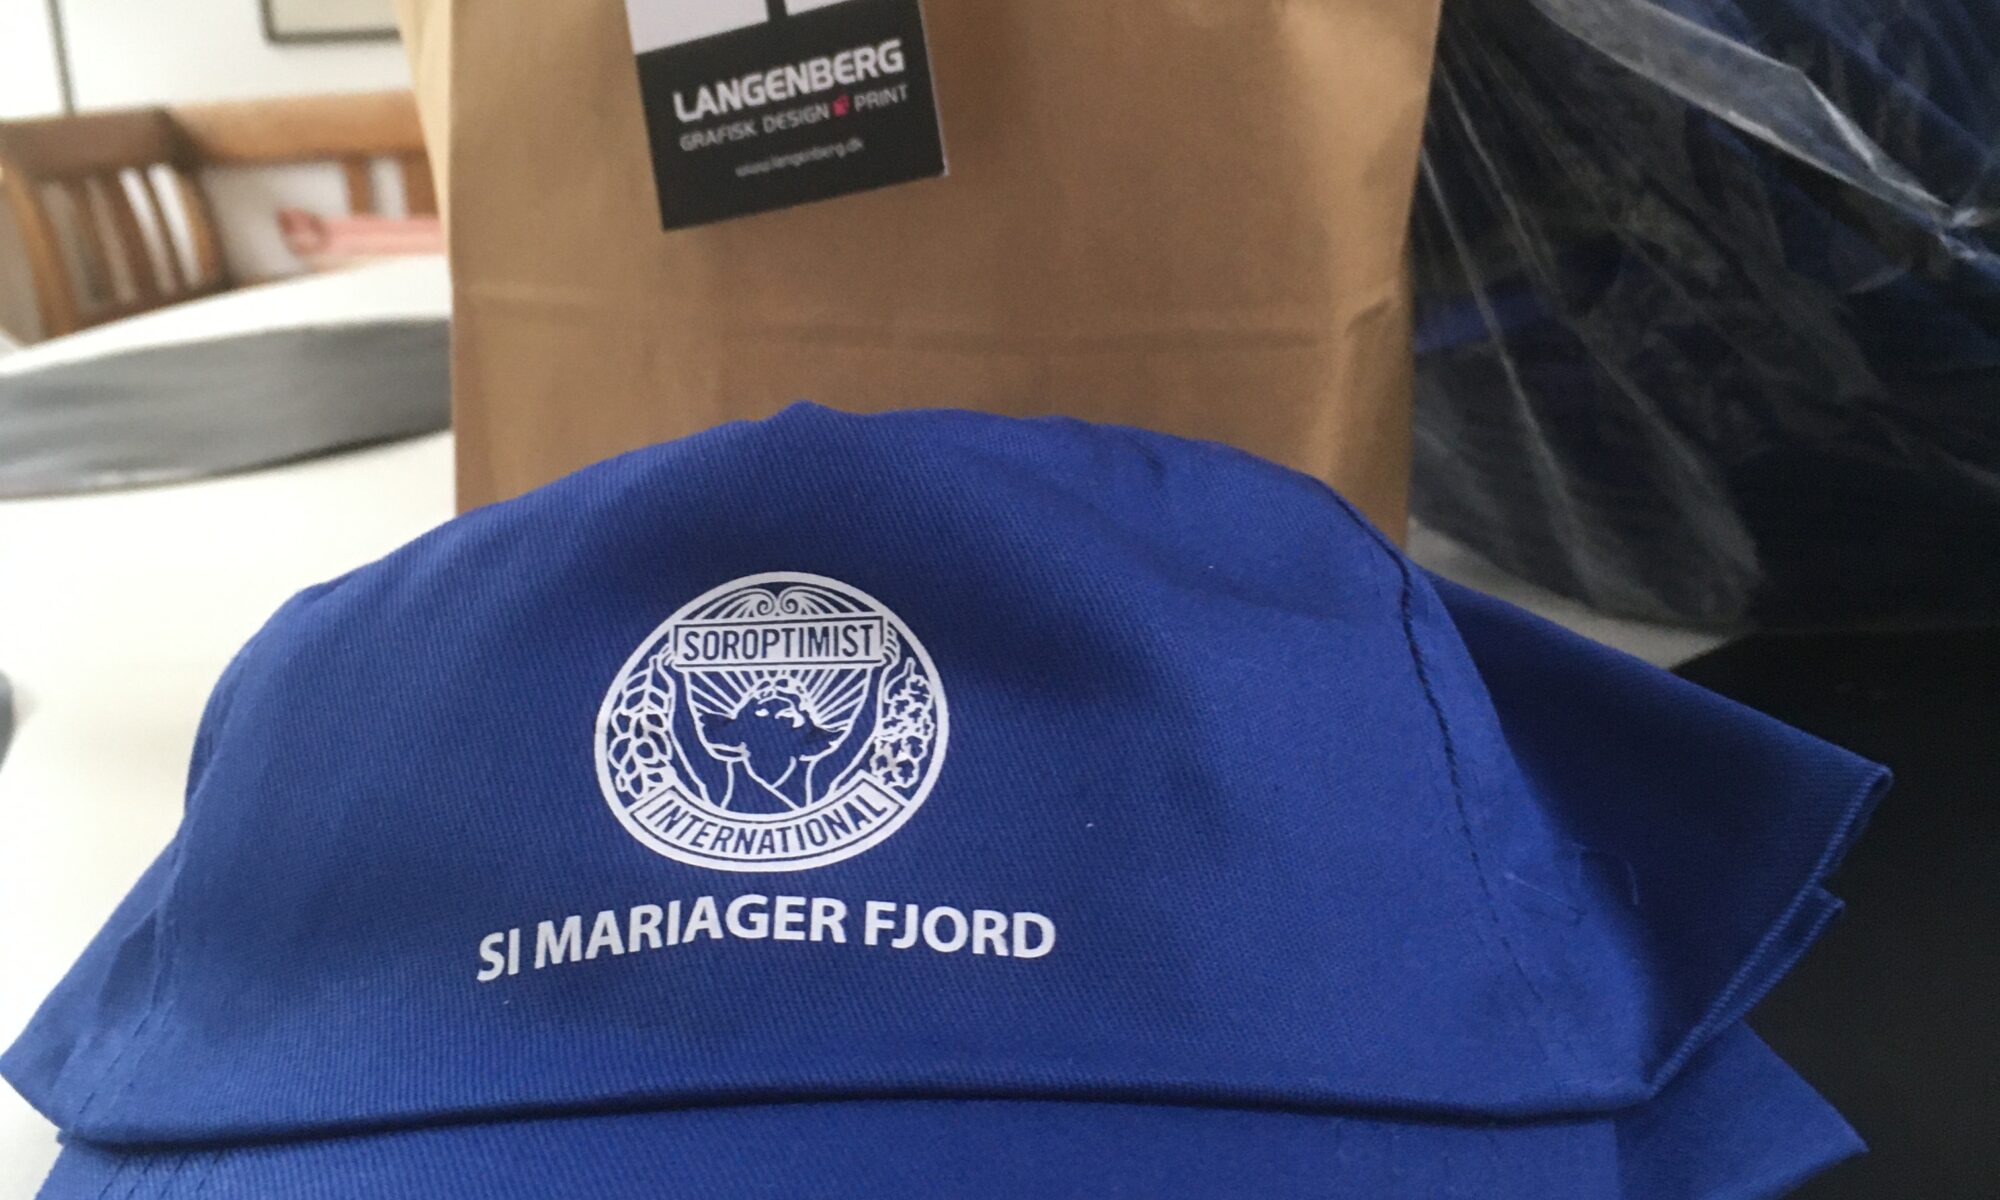 LANGENBERG
GRAFISK DESIGN PRINT
www.langenberg.dk
SOROPTIMIST
INTERNATIONAL
SI MARIAGER FJORD